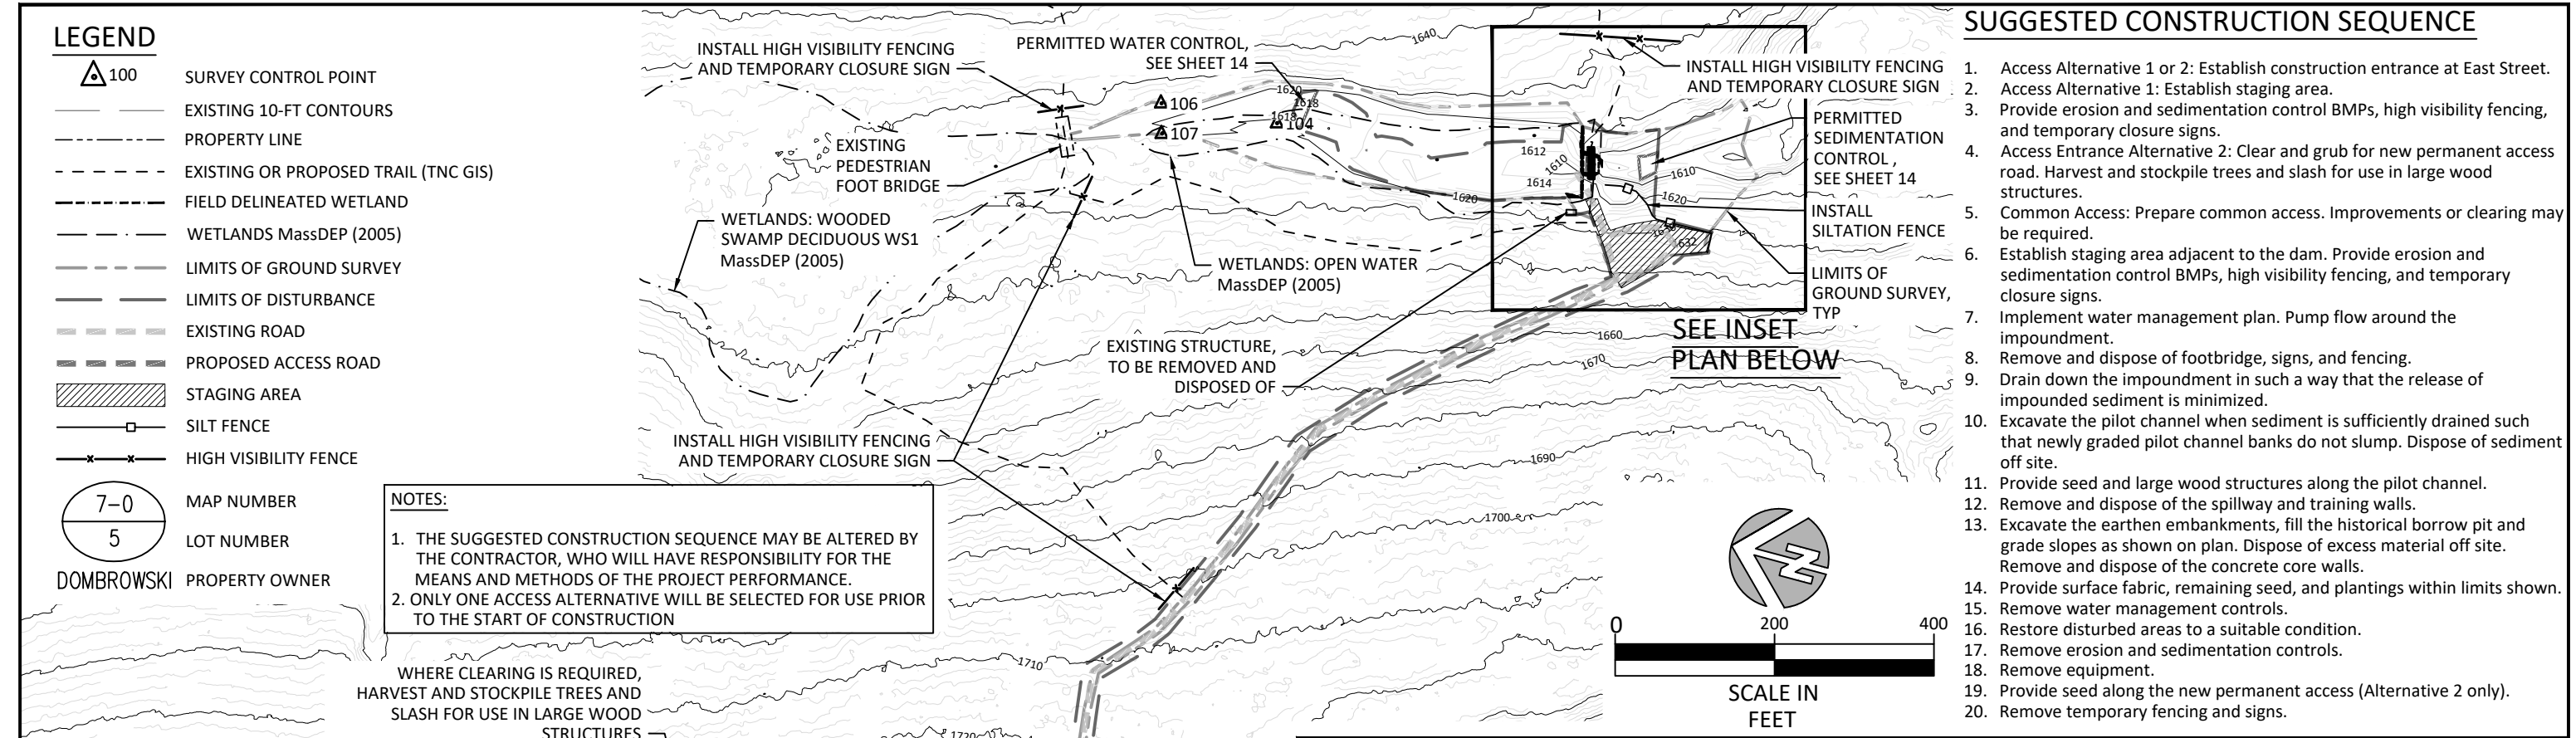 LEGEND
100 SURVEY CONTROL POINT
EXISTING 10-FT CONTOURS
PROPERTY LINE
EXISTING OR PROPOSED TRAIL (TNC GIS)
FIELD DELINEATED WETLAND
WETLANDS MassDEP (2005)
LIMITS OF GROUND SURVEY
LIMITS OF DISTURBANCE
EXISTING ROAD
PROPOSED ACCESS ROAD
STAGING AREA
SILT FENCE
HIGH VISIBILITY FENCE
7-0 MAP NUMBER
5 LOT NUMBER
DOMBROWSKI PROPERTY OWNER
NOTES:
1. THE SUGGESTED CONSTRUCTION SEQUENCE MAY BE ALTERED BY
THE CONTRACTOR, WHO WILL HAVE RESPONSIBILITY FOR THE
MEANS AND METHODS OF THE PROJECT PERFORMANCE.
2. ONLY ONE ACCESS ALTERNATIVE WILL BE SELECTED FOR USE PRIOR
TO THE START OF CONSTRUCTION
WHERE CLEARING IS REQUIRED,
HARVEST AND STOCKPILE TREES AND
SLASH FOR USE IN LARGE WOOD
STRUCTURES
INSTALL HIGH VISIBILITY FENCING
AND TEMPORARY CLOSURE SIGN
PERMITTED WATER CONTROL,
SEE SHEET 14
1640
1620
1618
1618
106
107
104
EXISTING
PEDESTRIAN
FOOT BRIDGE
WETLANDS: WOODED
SWAMP DECIDUOUS WS1
MassDEP (2005)
WETLANDS: OPEN WATER
MassDEP (2005)
1620
1612
1610
1614
1610
1620
1632
INSTALL HIGH VISIBILITY FENCING
AND TEMPORARY CLOSURE SIGN
PERMITTED
SEDIMENTATION
CONTROL ,
SEE SHEET 14
INSTALL
SILTATION FENCE
LIMITS OF
GROUND SURVEY,
TYP
SEE INSET
PLAN BELOW
EXISTING STRUCTURE,
TO BE REMOVED AND
DISPOSED OF
1660
1670
INSTALL HIGH VISIBILITY FENCING
AND TEMPORARY CLOSURE SIGN
1690
1700
1710
1720
Z
0 200 400
SCALE IN
FEET
SUGGESTED CONSTRUCTION SEQUENCE
1. Access Alternative 1 or 2: Establish construction entrance at East Street.
2. Access Alternative 1: Establish staging area.
3. Provide erosion and sedimentation control BMPs, high visibility fencing,
and temporary closure signs.
4. Access Entrance Alternative 2: Clear and grub for new permanent access
road. Harvest and stockpile trees and slash for use in large wood
structures.
5. Common Access: Prepare common access. Improvements or clearing may
be required.
6. Establish staging area adjacent to the dam. Provide erosion and
sedimentation control BMPs, high visibility fencing, and temporary
closure signs.
7. Implement water management plan. Pump flow around the
impoundment.
8. Remove and dispose of footbridge, signs, and fencing.
9. Drain down the impoundment in such a way that the release of
impounded sediment is minimized.
10. Excavate the pilot channel when sediment is sufficiently drained such
that newly graded pilot channel banks do not slump. Dispose of sediment
off site.
11. Provide seed and large wood structures along the pilot channel.
12. Remove and dispose of the spillway and training walls.
13. Excavate the earthen embankments, fill the historical borrow pit and
grade slopes as shown on plan. Dispose of excess material off site.
Remove and dispose of the concrete core walls.
14. Provide surface fabric, remaining seed, and plantings within limits shown.
15. Remove water management controls.
16. Restore disturbed areas to a suitable condition.
17. Remove erosion and sedimentation controls.
18. Remove equipment.
19. Provide seed along the new permanent access (Alternative 2 only).
20. Remove temporary fencing and signs.